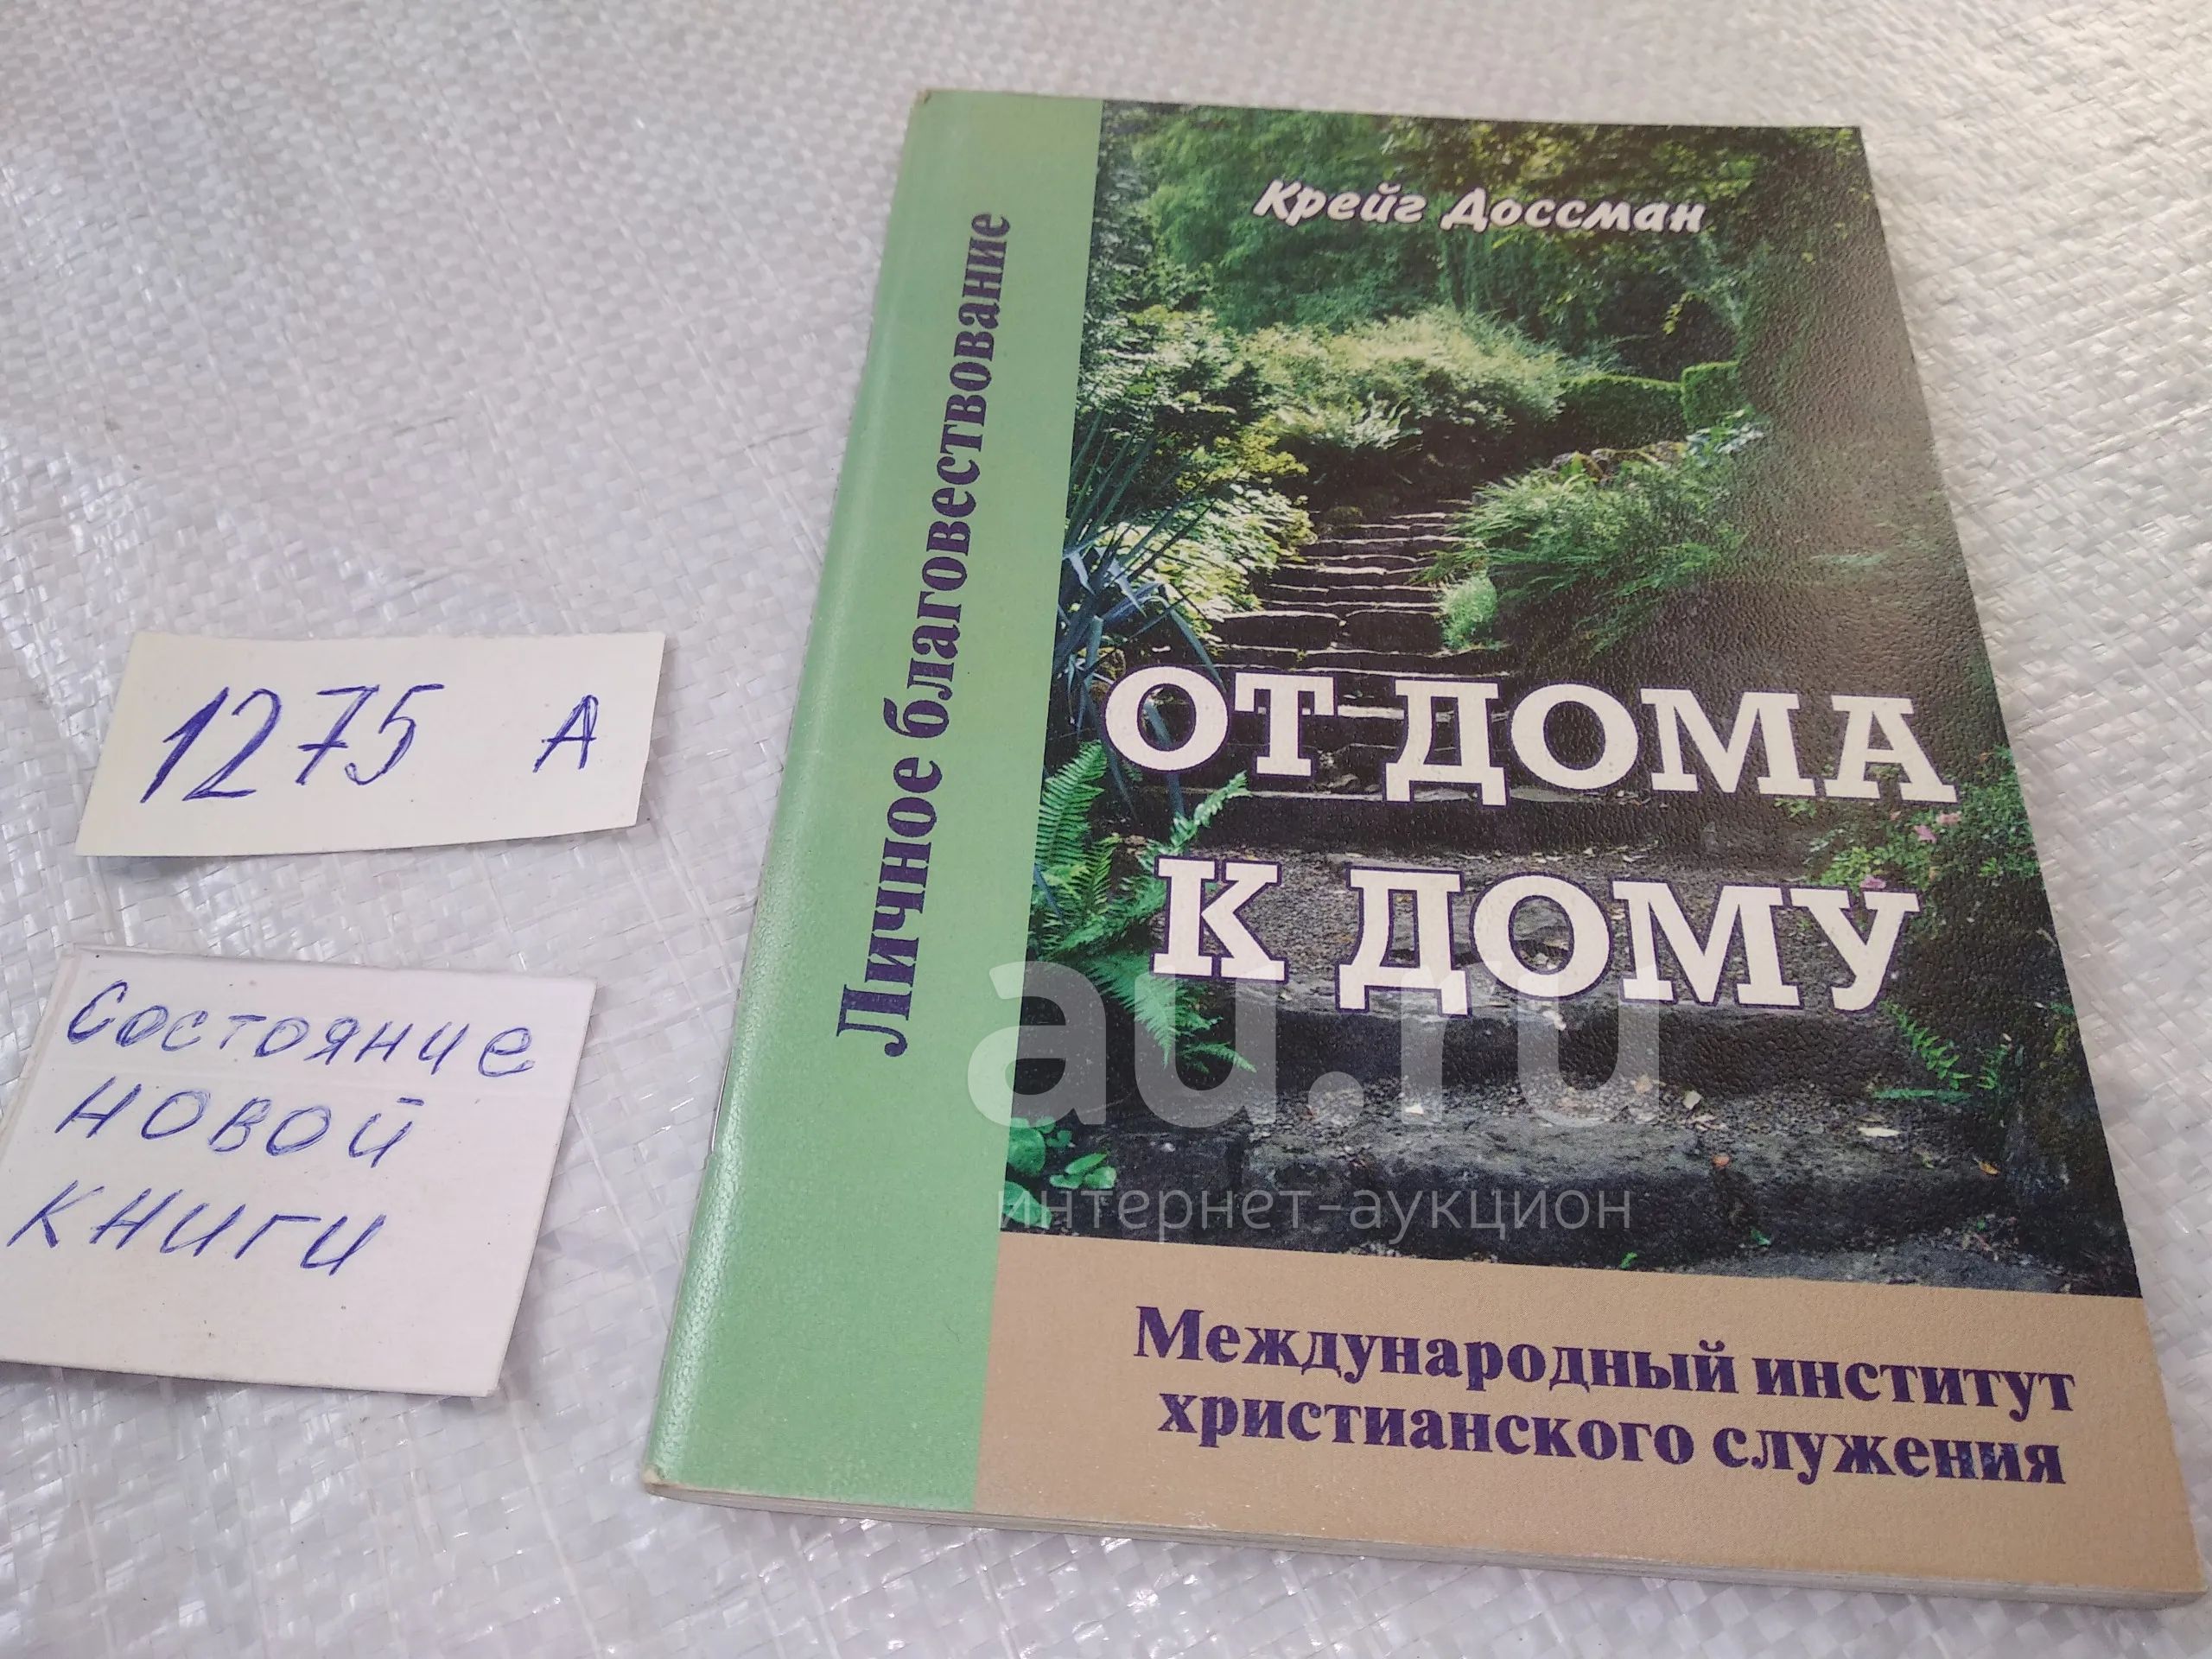 Крейг Доссман
Личное благовествование
ОТ ДОМА
К ДОМУ
Международный институт
христианского служения
1275 А
Состояние
новой
книги
au.ru
интернет-аукцион